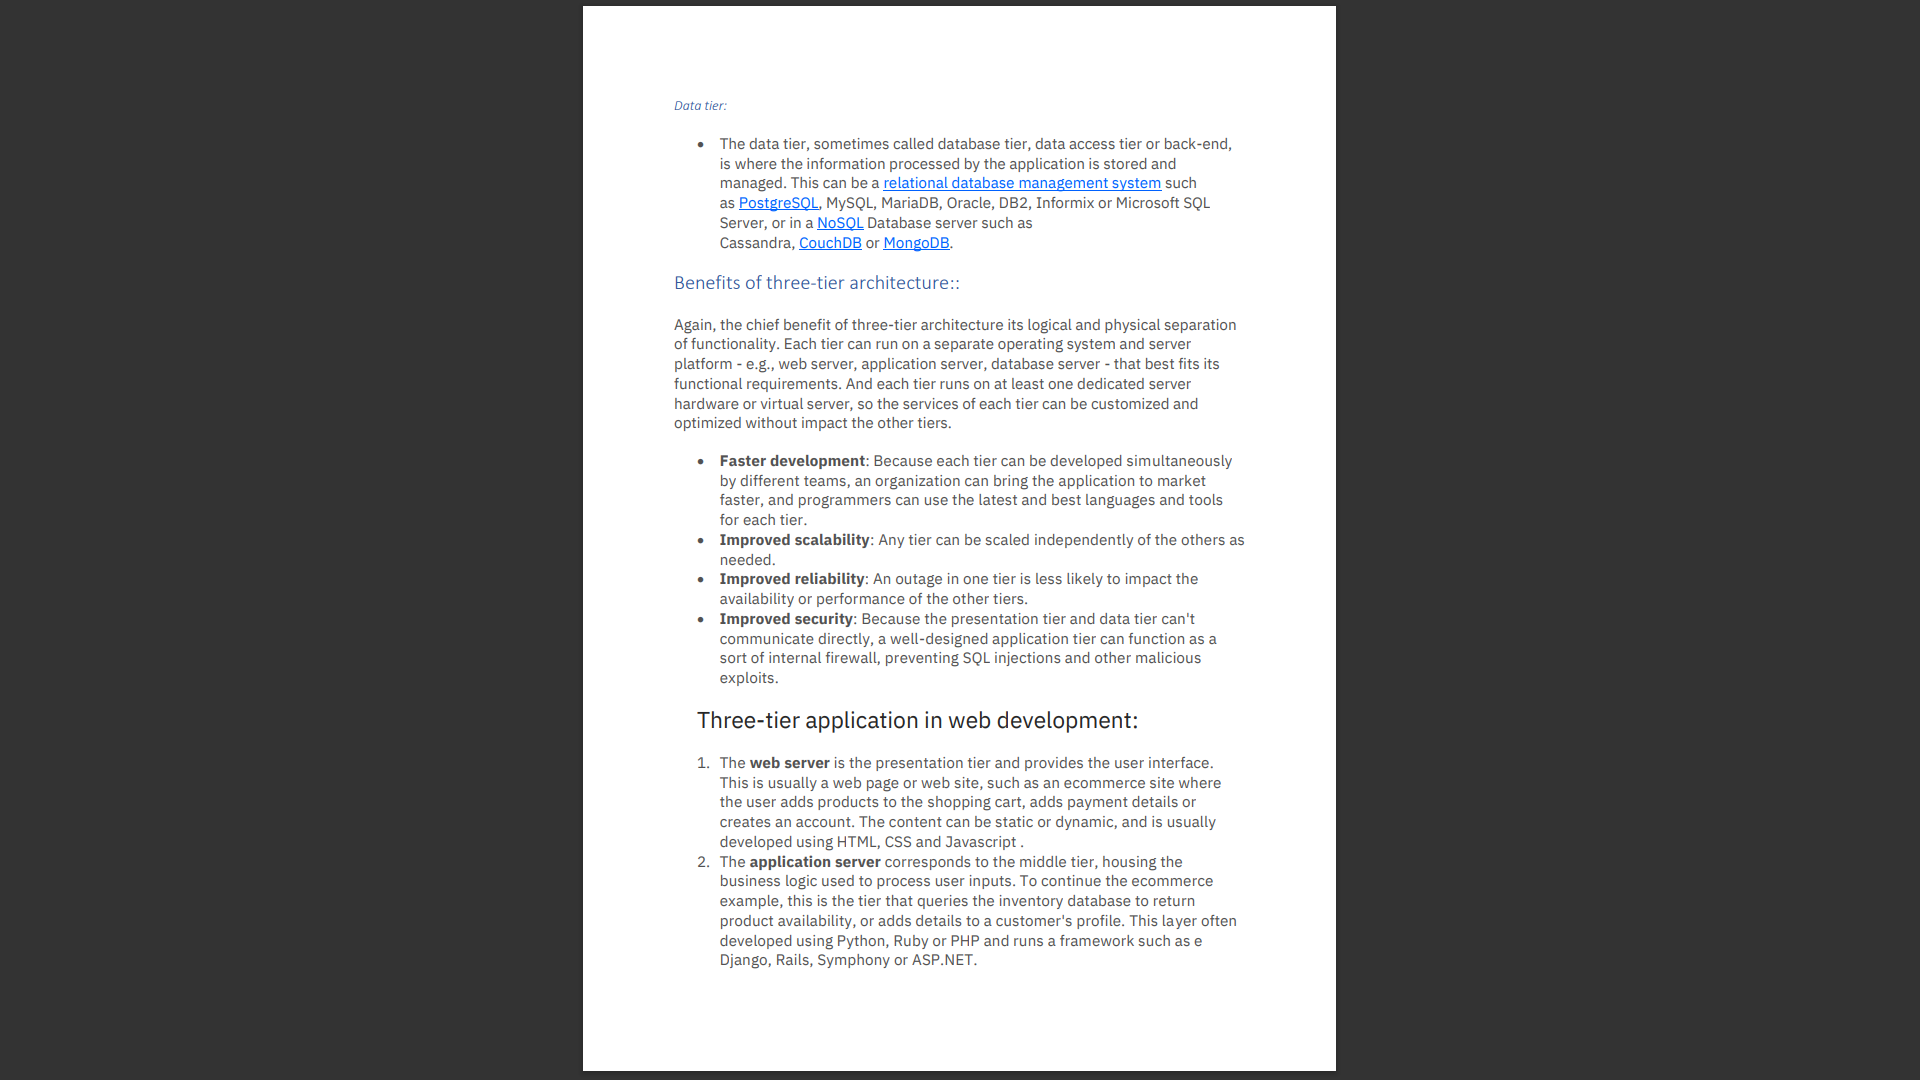 Data tier:
• The data tier, sometimes called database tier, data access tier or back-end,
is where the information processed by the application is stored and
managed. This can be a relational database management system such
as PostgreSQL, MySQL, MariaDB, Oracle, DB2, Informix or Microsoft SQL
Server, or in a NoSQL Database server such as
Cassandra, CouchDB or MongoDB.
Benefits of three-tier architecture::
Again, the chief benefit of three-tier architecture its logical and physical separation
of functionality. Each tier can run on a separate operating system and server
platform - e.g., web server, application server, database server - that best fits its
functional requirements. And each tier runs on at least one dedicated server
hardware or virtual server, so the services of each tier can be customized and
optimized without impact the other tiers.
• Faster development: Because each tier can be developed simultaneously
by different teams, an organization can bring the application to market
faster, and programmers can use the latest and best languages and tools
for each tier.
• Improved scalability: Any tier can be scaled independently of the others as
needed.
• Improved reliability: An outage in one tier is less likely to impact the
availability or performance of the other tiers.
• Improved security: Because the presentation tier and data tier can't
communicate directly, a well-designed application tier can function as a
sort of internal firewall, preventing SQL injections and other malicious
exploits.
Three-tier application in web development:
1. The web server is the presentation tier and provides the user interface.
This is usually a web page or web site, such as an ecommerce site where
the user adds products to the shopping cart, adds payment details or
creates an account. The content can be static or dynamic, and is usually
developed using HTML, CSS and Javascript .
2. The application server corresponds to the middle tier, housing the
business logic used to process user inputs. To continue the ecommerce
example, this is the tier that queries the inventory database to return
product availability, or adds details to a customer's profile. This layer often
developed using Python, Ruby or PHP and runs a framework such as e
Django, Rails, Symphony or ASP.NET.